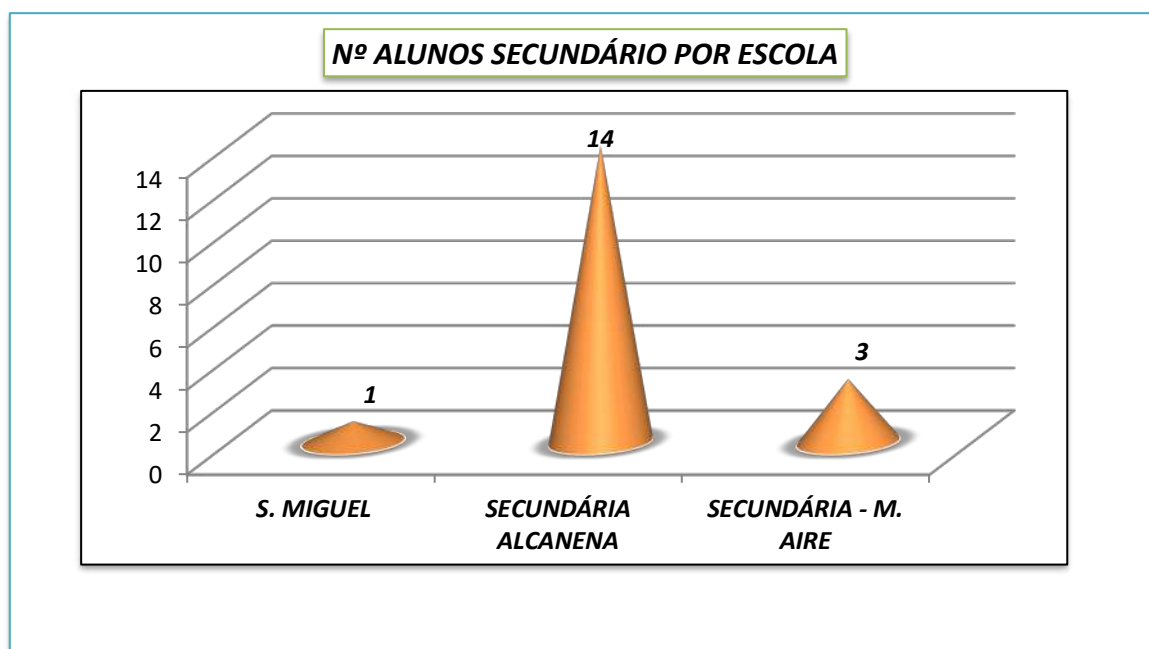 Nº ALUNOS SECUNDÁRIO POR ESCOLA
14
14
12
10
8
6
4
2
0
1
3
S. MIGUEL
SECUNDÁRIA
ALCANENA
SECUNDÁRIA - M.
AIRE